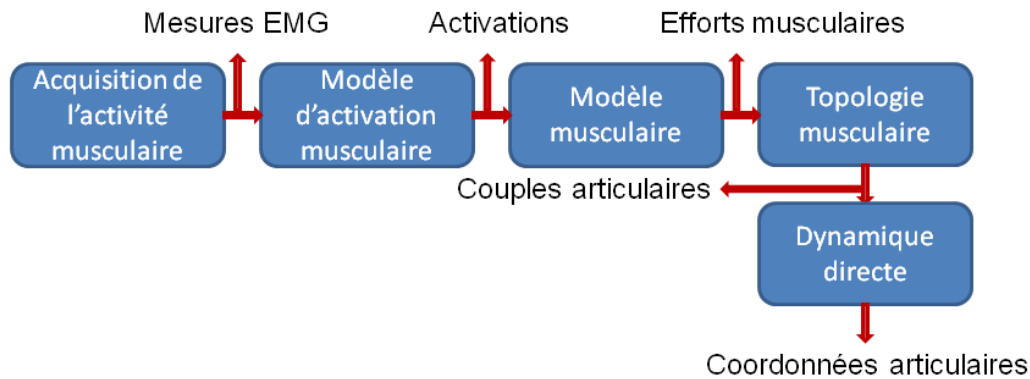 Mesures EMG
Activations
Efforts musculaires
Acquisition de
l'activité
musculaire
Modèle
d'activation
musculaire
Modèle
musculaire
Topologie
musculaire
Couples articulaires
Dynamique
directe
Coordonnées articulaires